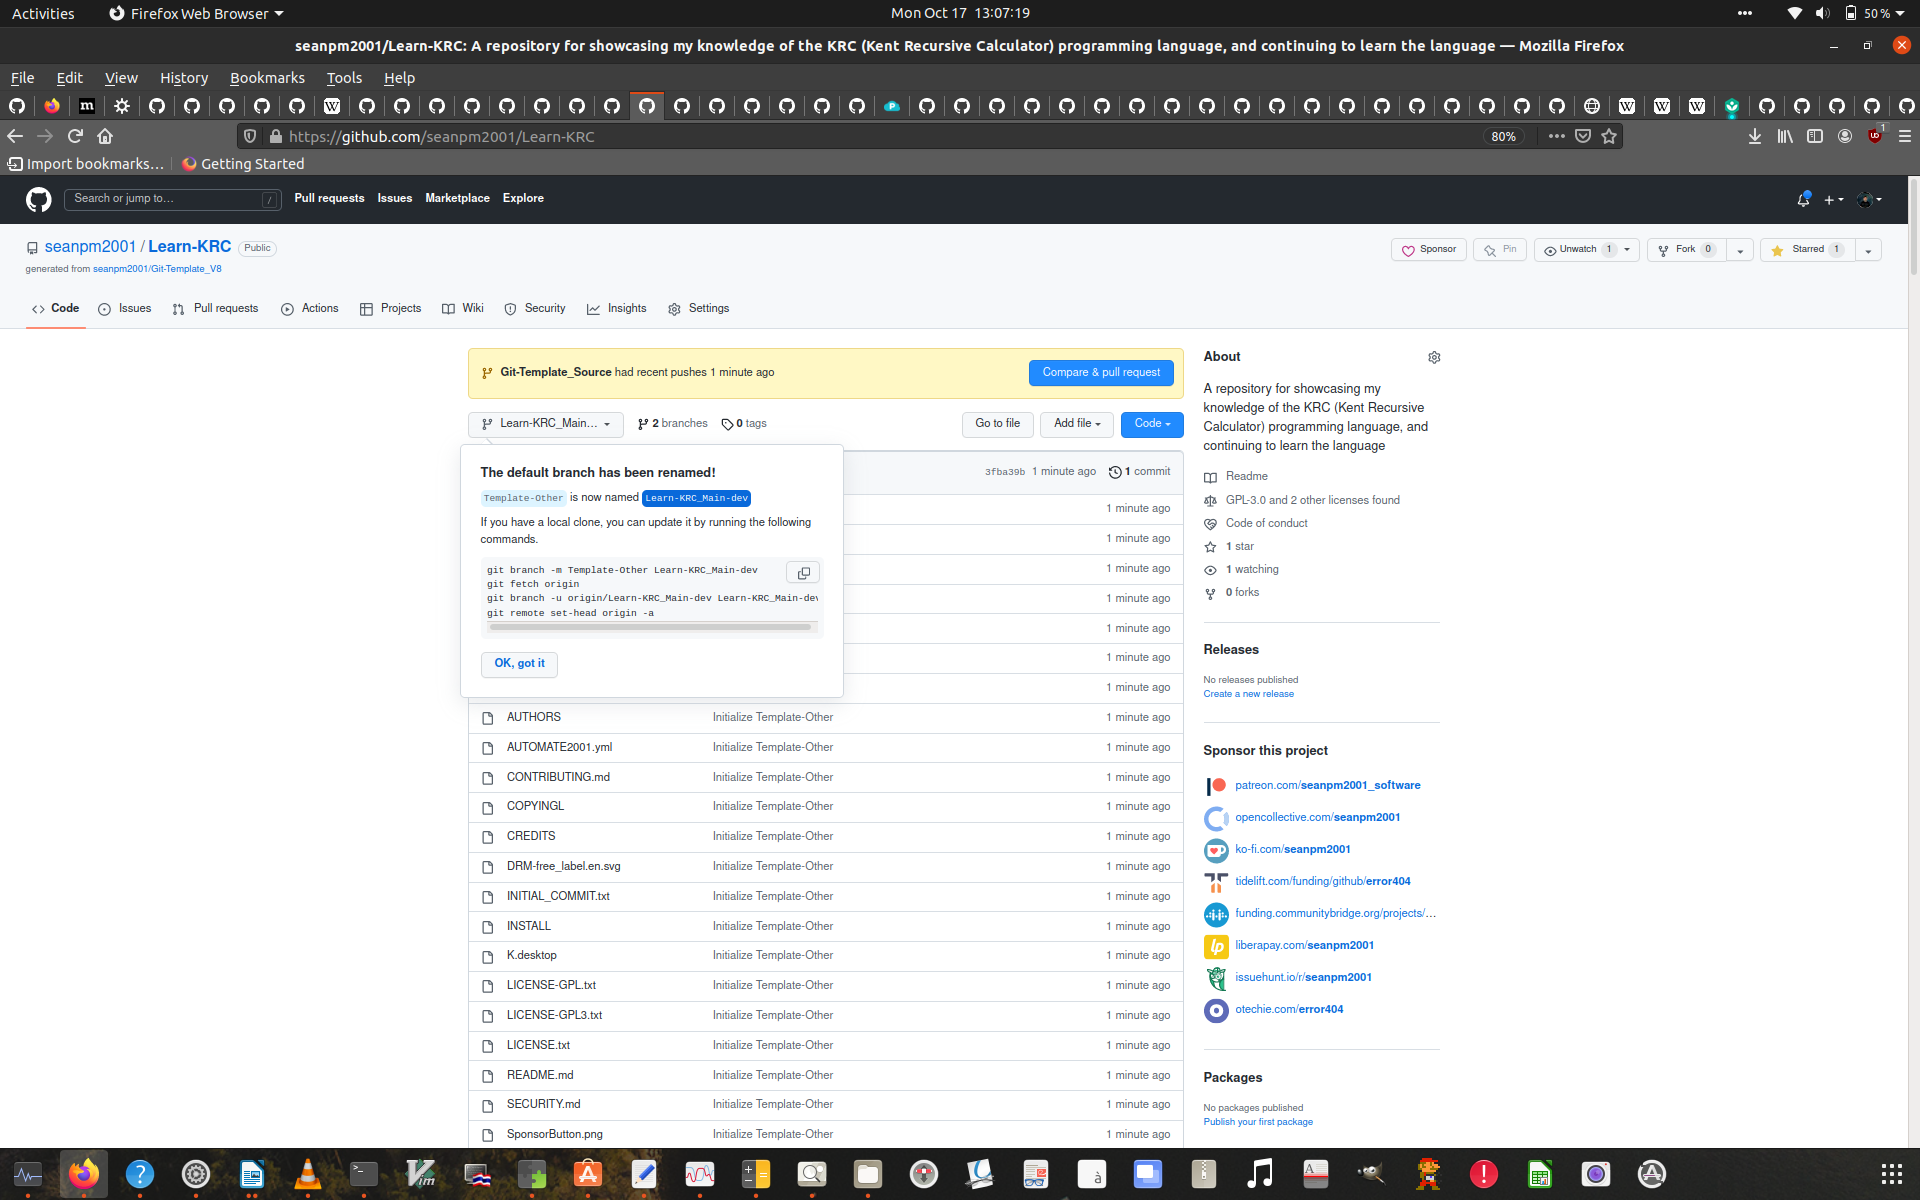 Activities
Firefox Web Browser
Mon Oct 17 13:07:19
50 %
seanpm2001/Learn-KRC: A repository for showcasing my knowledge of the KRC (Kent Recursive Calculator) programming language, and continuing to learn the language — Mozilla Firefox
File Edit View History Bookmarks Tools Help
https://github.com/seanpm2001/Learn-KRC
80%
1
Import bookmarks…
Getting Started
Search or jump to…
/
Pull requests
Issues
Marketplace
Explore
seanpm2001 / Learn-KRC
Public
generated from seanpm2001/Git-Template_V8
Sponsor
Pin
Unwatch 1
Fork 0
Starred 1
Code
Issues
Pull requests
Actions
Projects
Wiki
Security
Insights
Settings
Git-Template_Source had recent pushes 1 minute ago
Compare & pull request
Learn-KRC_Main…
2 branches
0 tags
Go to file
Add file
Code
The default branch has been renamed!
Template-Other is now named Learn-KRC_Main-dev
If you have a local clone, you can update it by running the following
commands.
git branch -m Template-Other Learn-KRC_Main-dev
git fetch origin
git branch -u origin/Learn-KRC_Main-dev Learn-KRC_Main-dev
git remote set-head origin -a
OK, got it
3fba39b 1 minute ago
1 commit
1 minute ago
1 minute ago
1 minute ago
1 minute ago
1 minute ago
1 minute ago
1 minute ago
AUTHORS Initialize Template-Other 1 minute ago
AUTOMATE2001.yml Initialize Template-Other 1 minute ago
CONTRIBUTING.md Initialize Template-Other 1 minute ago
COPYINGL Initialize Template-Other 1 minute ago
CREDITS Initialize Template-Other 1 minute ago
DRM-free_label.en.svg Initialize Template-Other 1 minute ago
INITIAL_COMMIT.txt Initialize Template-Other 1 minute ago
INSTALL Initialize Template-Other 1 minute ago
K.desktop Initialize Template-Other 1 minute ago
LICENSE-GPL.txt Initialize Template-Other 1 minute ago
LICENSE-GPL3.txt Initialize Template-Other 1 minute ago
LICENSE.txt Initialize Template-Other 1 minute ago
README.md Initialize Template-Other 1 minute ago
SECURITY.md Initialize Template-Other 1 minute ago
SponsorButton.png Initialize Template-Other 1 minute ago
About
A repository for showcasing my
knowledge of the KRC (Kent Recursive
Calculator) programming language, and
continuing to learn the language
Readme
GPL-3.0 and 2 other licenses found
Code of conduct
1 star
1 watching
0 forks
Releases
No releases published
Create a new release
Sponsor this project
patreon.com/seanpm2001_software
opencollective.com/seanpm2001
ko-fi.com/seanpm2001
tidelift.com/funding/github/error404
funding.communitybridge.org/projects/…
liberapay.com/seanpm2001
issuehunt.io/r/seanpm2001
otechie.com/error404
Packages
No packages published
Publish your first package